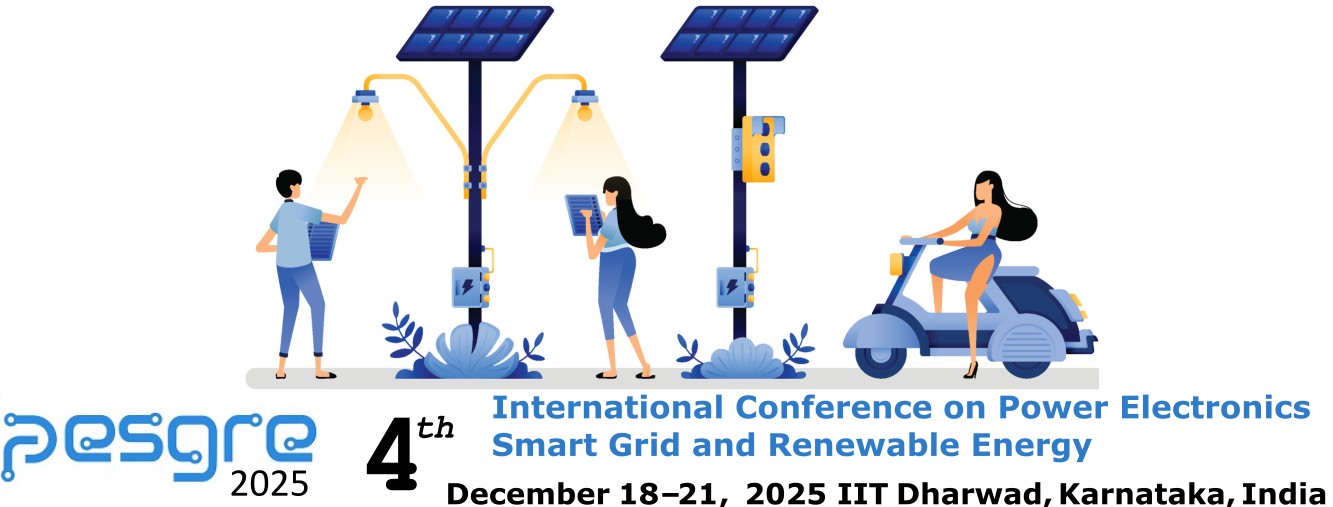 pesgre
2025
4th
International Conference on Power Electronics
Smart Grid and Renewable Energy
December 18–21, 2025 IIT Dharwad, Karnataka, India